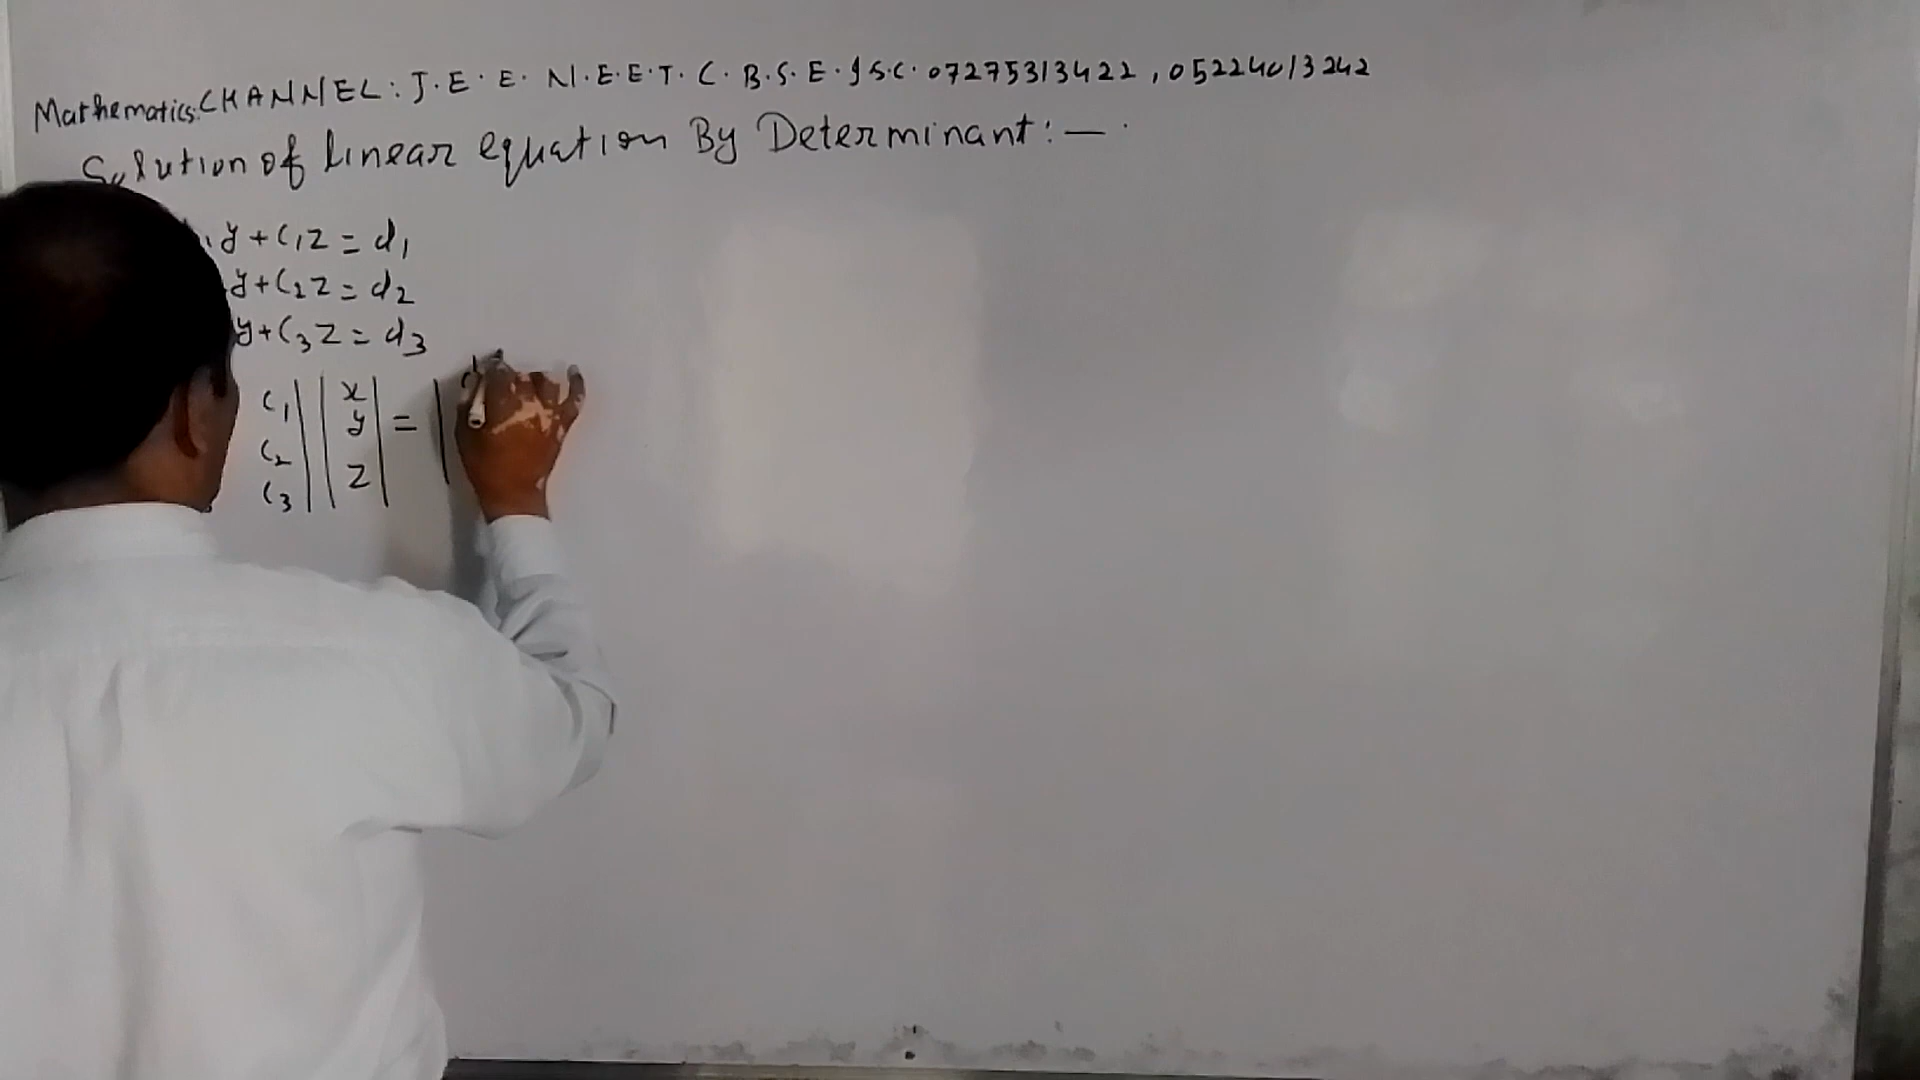 Mathematics. CHANNEL: J.E.E. N.E.E.T. C.B.S.E. I S.C. 07275313422, 05224013242
Solution of linear equation By Determinant: —
y + c₁z = d₁
y + c₂z = d₂
y + c₃z = d₃
c₁ | | x | = | d
c₂ | | y |
c₃ | | z |